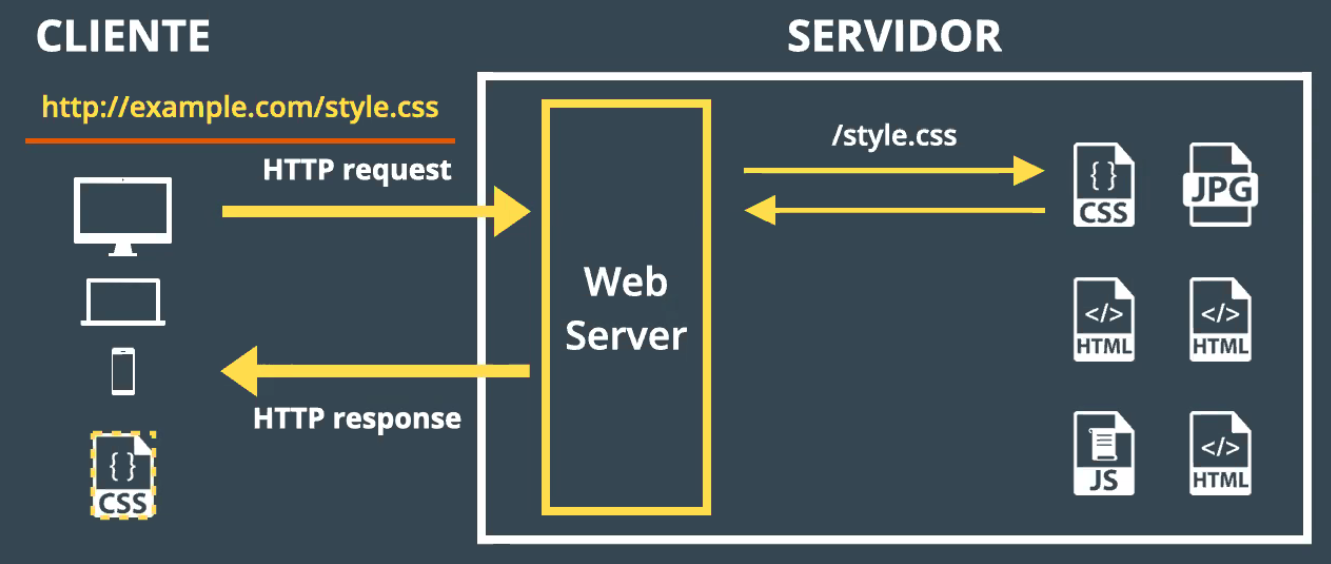 CLIENTE
SERVIDOR
http://example.com/style.css
HTTP request
/style.css
{ }
CSS
JPG
Web
Server
</>
HTML
</>
HTML
HTTP response
{ }
CSS
JS
</>
HTML